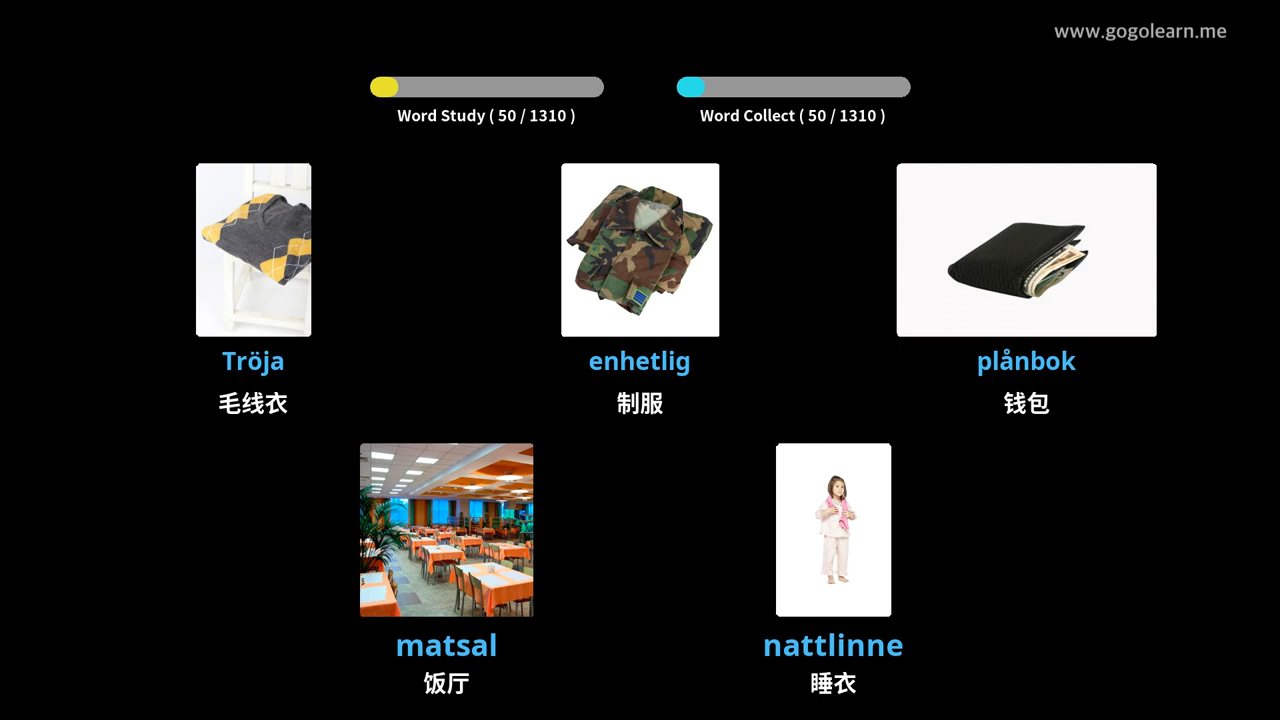 www.gogolearn.me
Word Study ( 50 / 1310 )
Word Collect ( 50 / 1310 )
Tröja
毛线衣
enhetlig
制服
plånbok
钱包
matsal
饭厅
nattlinne
睡衣